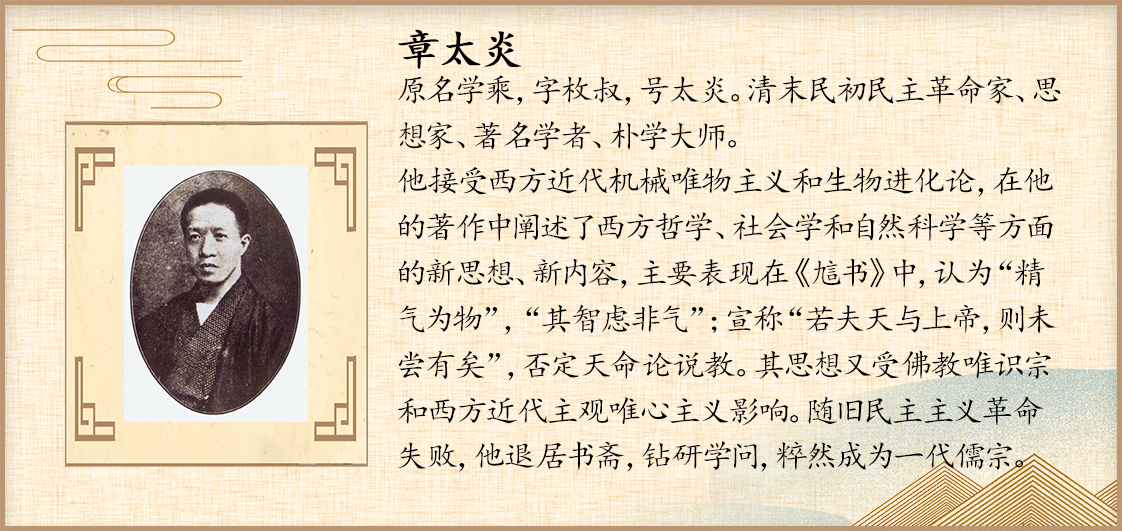 章太炎
原名学乘，字枚叔，号太炎。清末民初民主革命家、思
想家、著名学者、朴学大师。
他接受西方近代机械唯物主义和生物进化论，在他
的著作中阐述了西方哲学、社会学和自然科学等方面
的新思想、新内容，主要表现在《訄书》中，认为“精
气为物”，“其智虑非气”；宣称“若夫天与上帝，则未
尝有矣”，否定天命论说教。其思想又受佛教唯识宗
和西方近代主观唯心主义影响。随旧民主主义革命
失败，他退居书斋，钻研学问，粹然成为一代儒宗。